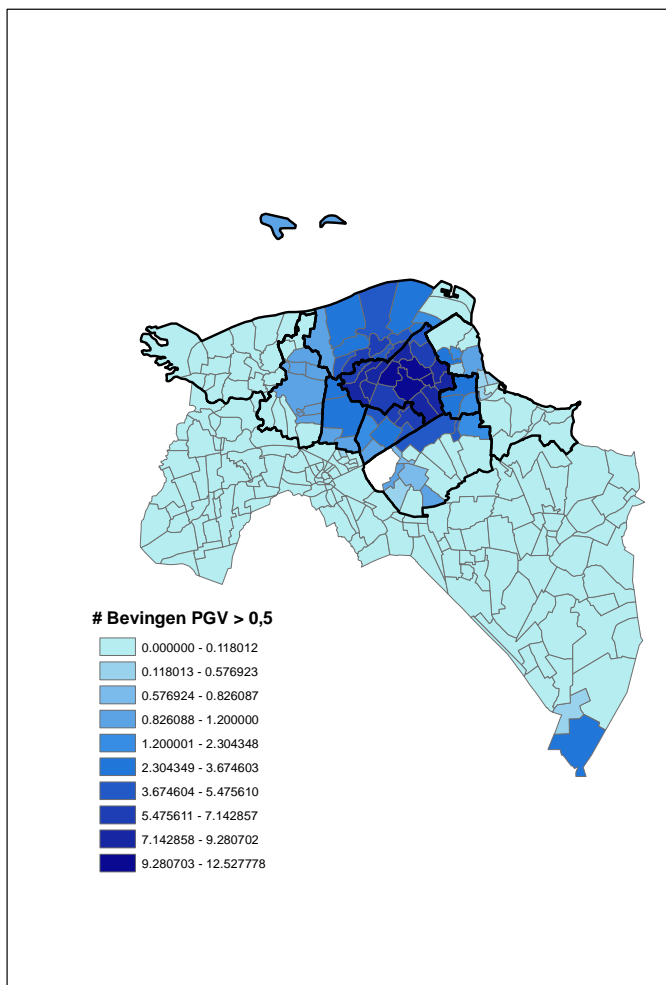 # Bevingen PGV > 0,5
0.000000 - 0.118012
0.118013 - 0.576923
0.576924 - 0.826087
0.826088 - 1.200000
1.200001 - 2.304348
2.304349 - 3.674603
3.674604 - 5.475610
5.475611 - 7.142857
7.142858 - 9.280702
9.280703 - 12.527778